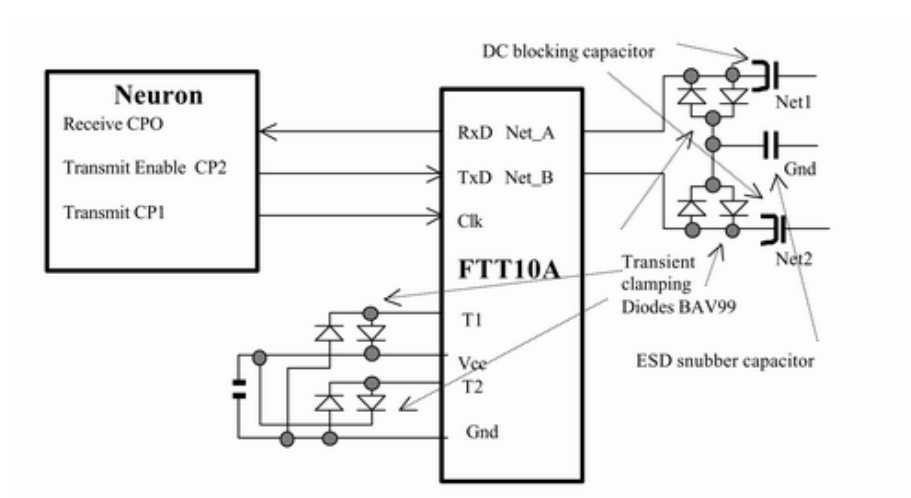 DC blocking capacitor
Neuron
Receive CPO
Transmit Enable CP2
Transmit CP1
RxD Net_A
TxD Net_B
Clk
FTT10A
T1
Vcc
T2
Gnd
Net1
Gnd
Net2
Transient
clamping
Diodes BAV99
ESD snubber capacitor